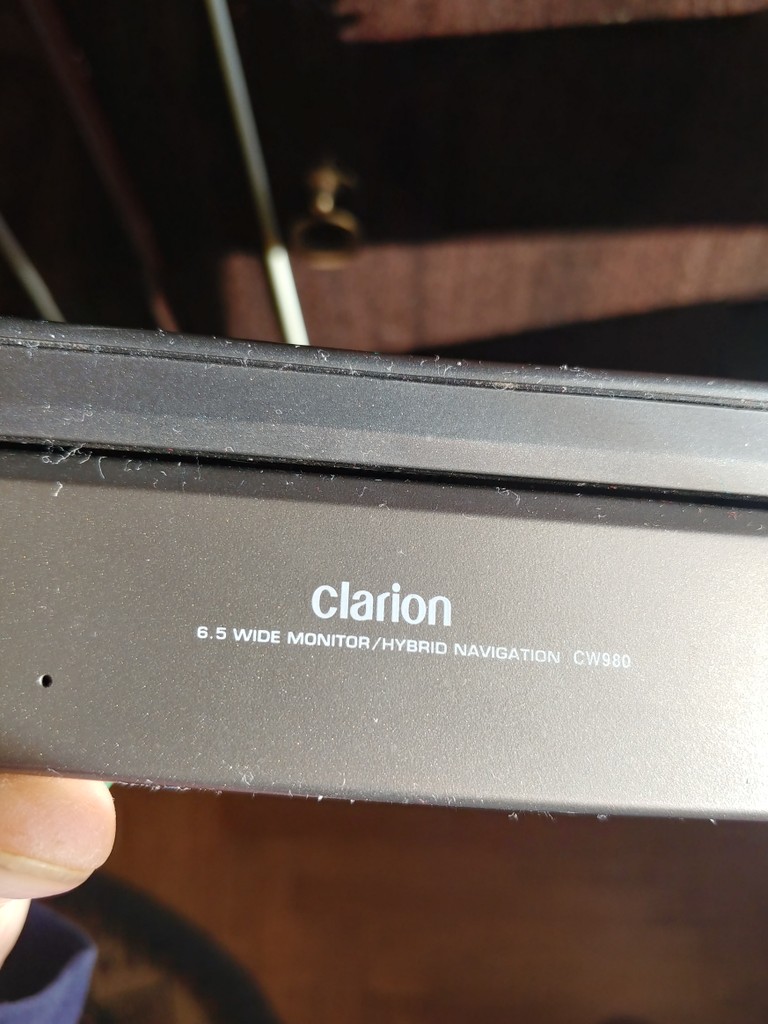 clarion
6.5 WIDE MONITOR/HYBRID NAVIGATION CW980